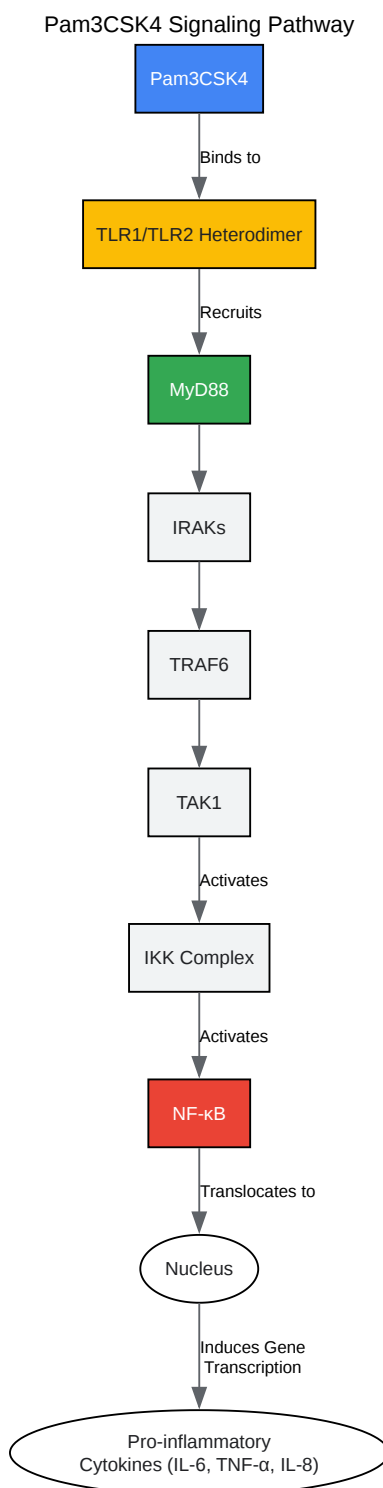 Pam3CSK4 Signaling Pathway
Pam3CSK4
Binds to
TLR1/TLR2 Heterodimer
Recruits
MyD88
IRAKs
TRAF6
TAK1
Activates
IKK Complex
Activates
NF-κB
Translocates to
Nucleus
Induces Gene
Transcription
Pro-inflammatory
Cytokines (IL-6, TNF-α, IL-8)